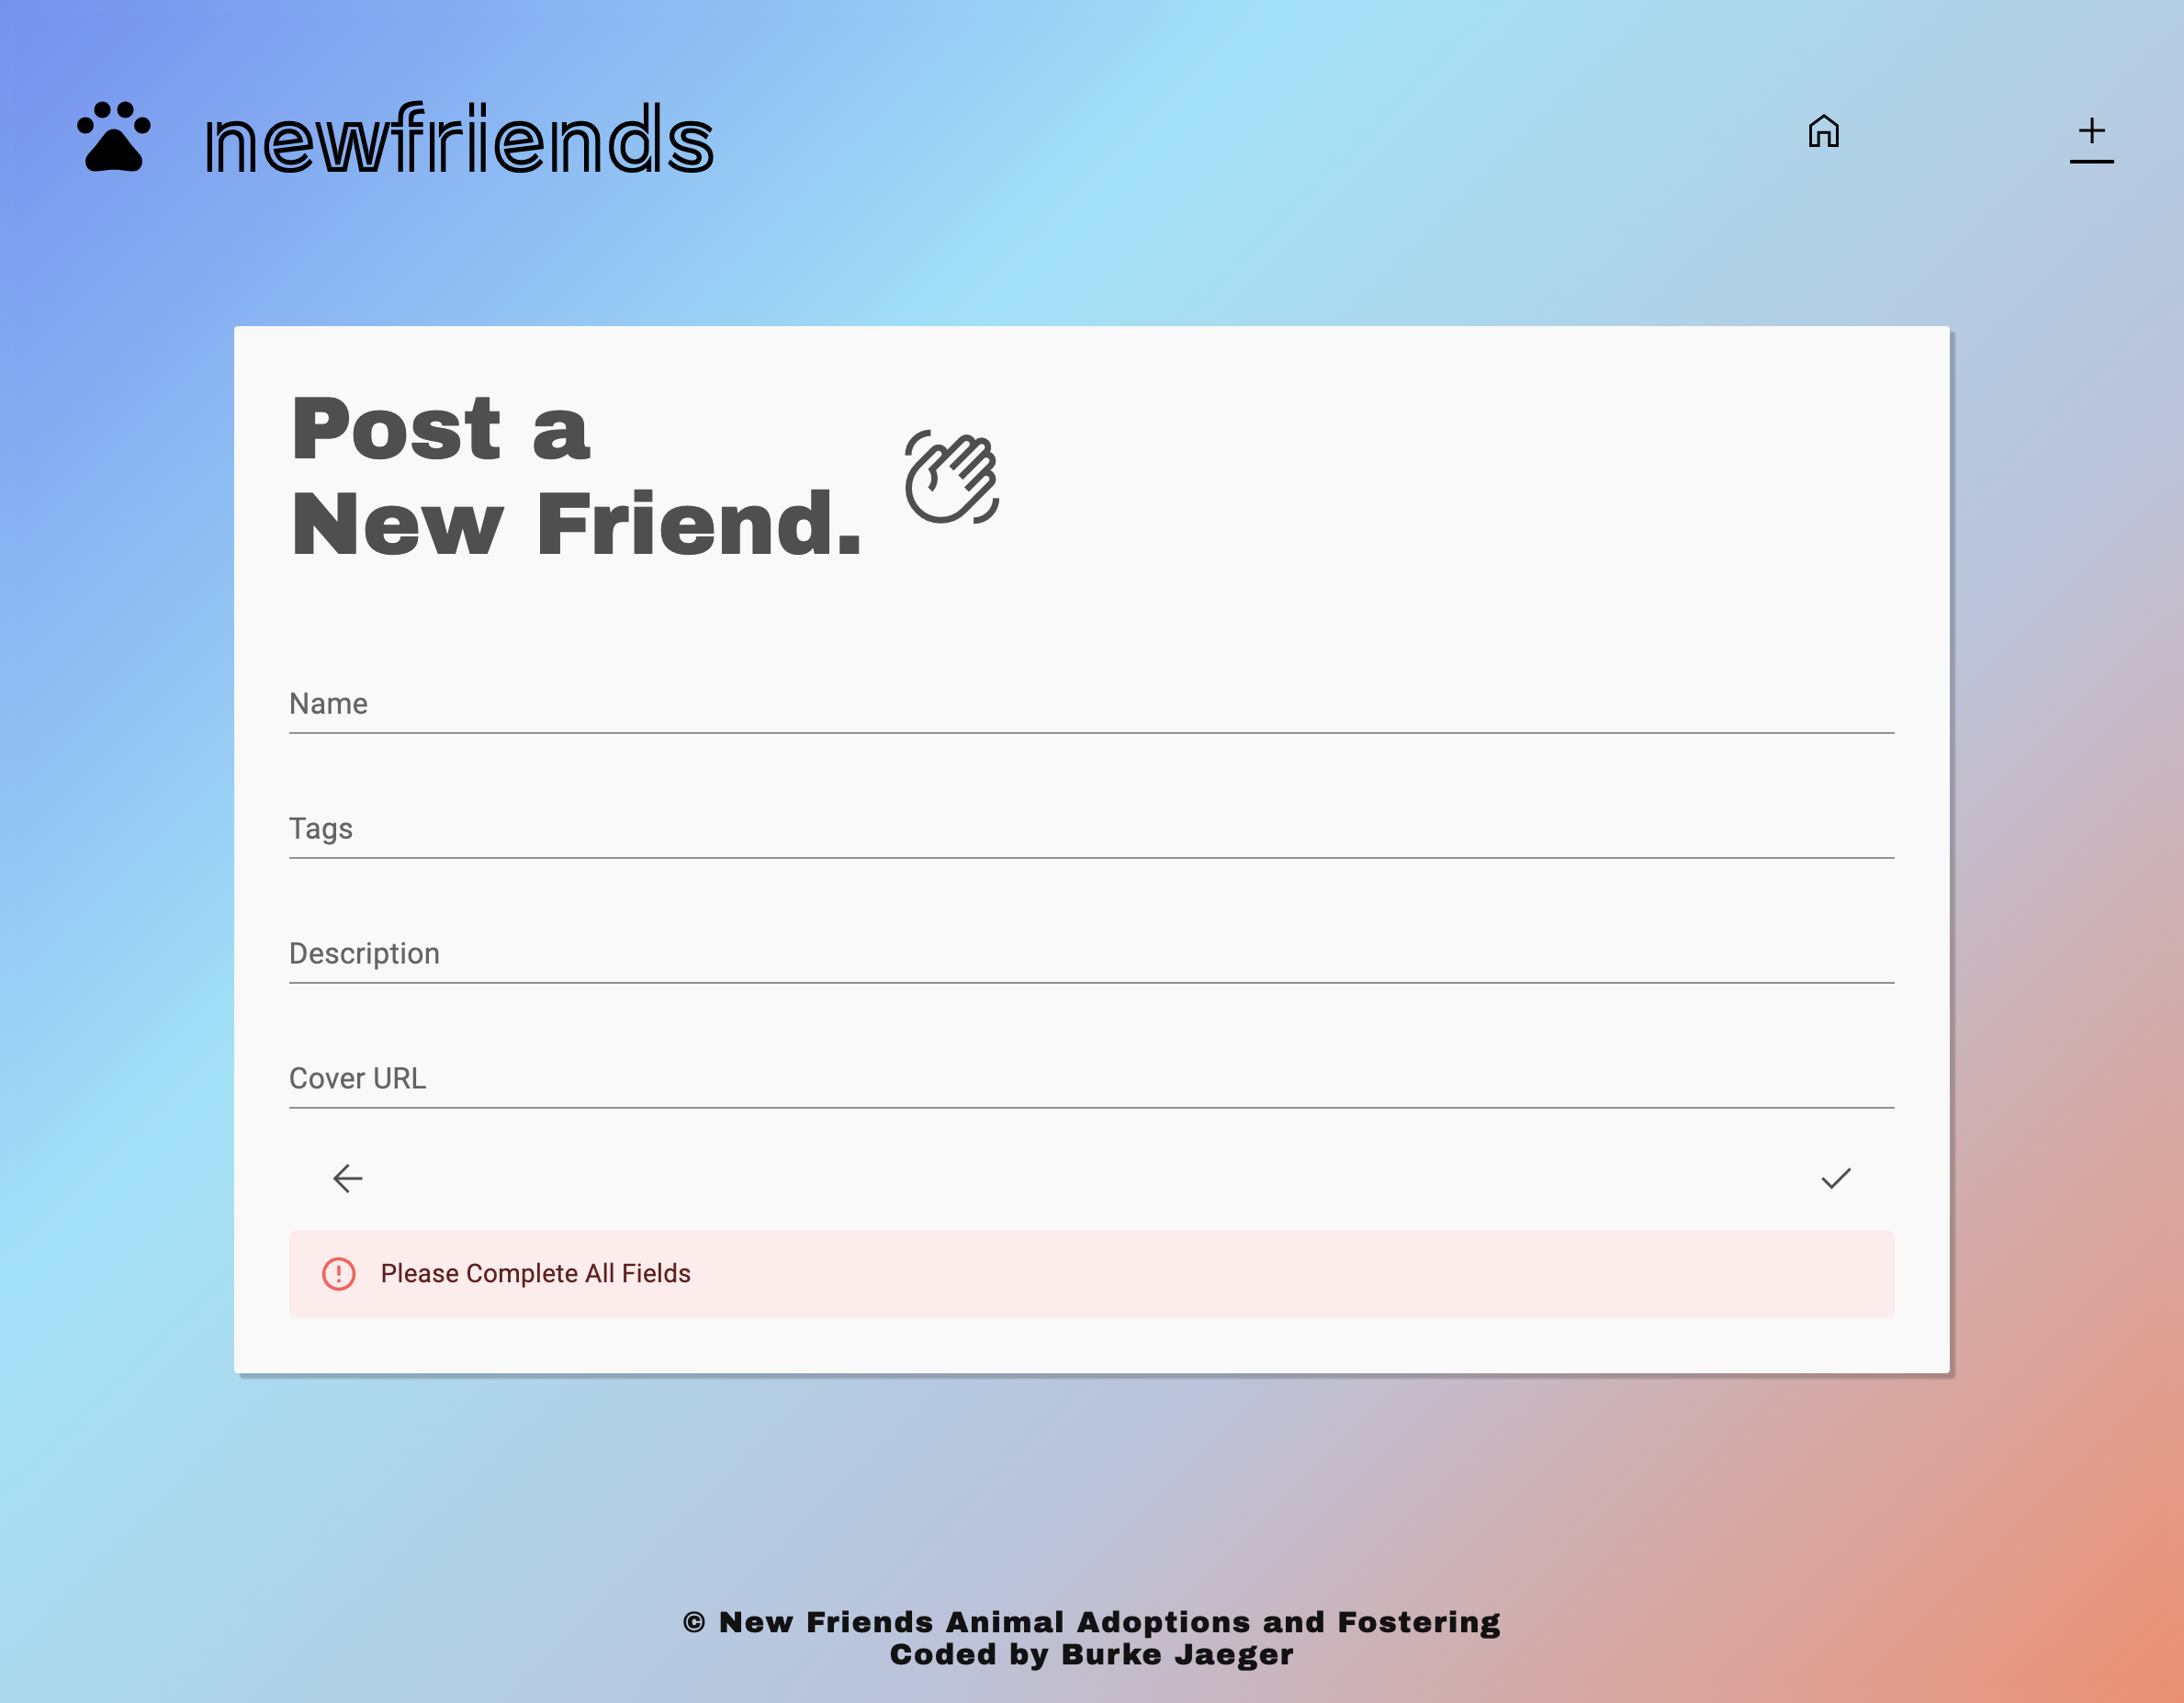 newfriends
Post a
New Friend.
Name
Tags
Description
Cover URL
Please Complete All Fields
© New Friends Animal Adoptions and Fostering
Coded by Burke Jaeger